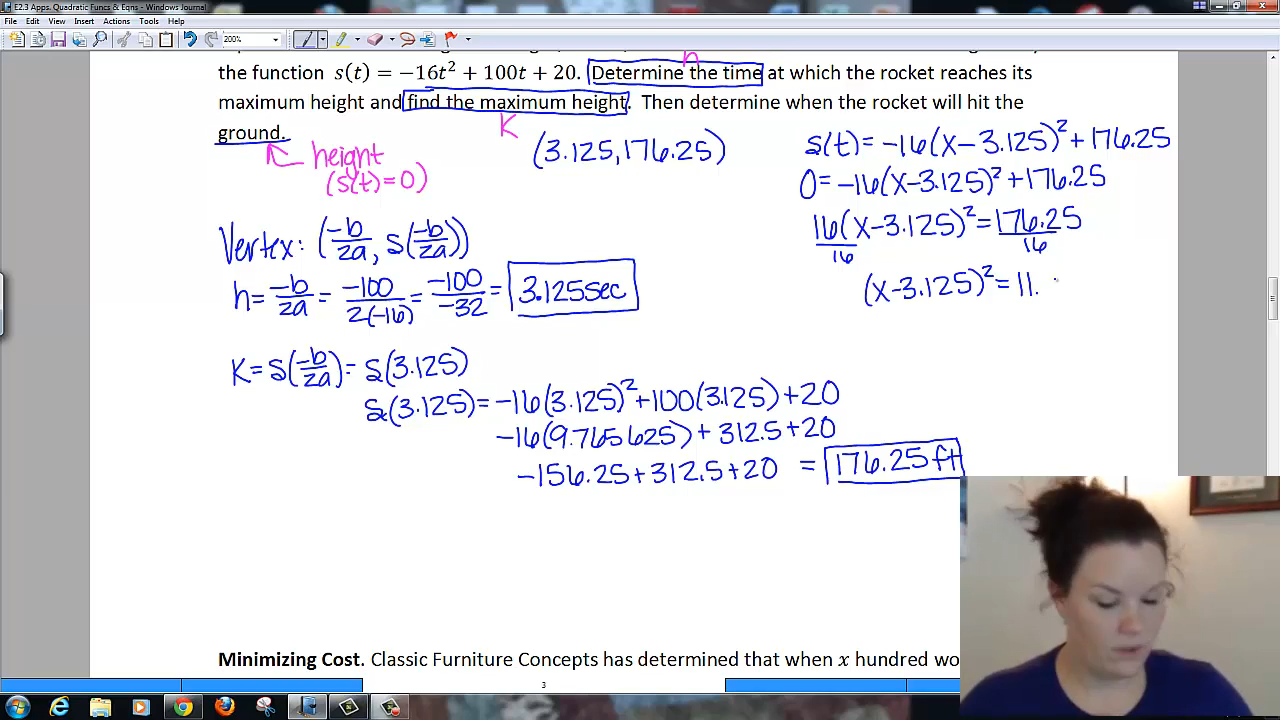 E2.3 Apps. Quadratic Funcs & Eqns - Windows Journal
File Edit View Insert Actions Tools Help
200%
h
the function s(t) = −16t² + 100t + 20. Determine the time at which the rocket reaches its
maximum height and find the maximum height. Then determine when the rocket will hit the
ground.
K
height
(s(t)=0)
(3.125,176.25)
s(t)= -16(x-3.125)²+176.25
0= -16(x-3.125)²+176.25
16(x-3.125)²=176.25
16 16
(x-3.125)²=11.
Vertex: (-b/2a, s(-b/2a))
h= -b/2a = -100/2(-16) = -100/-32 = 3.125sec
K= s(-b/2a)= s(3.125)
s(3.125)= -16(3.125)²+100(3.125)+20
-16(9.765625)+312.5+20
-156.25+312.5+20 = 176.25ft
Minimizing Cost. Classic Furniture Concepts has determined that when x hundred wo
3